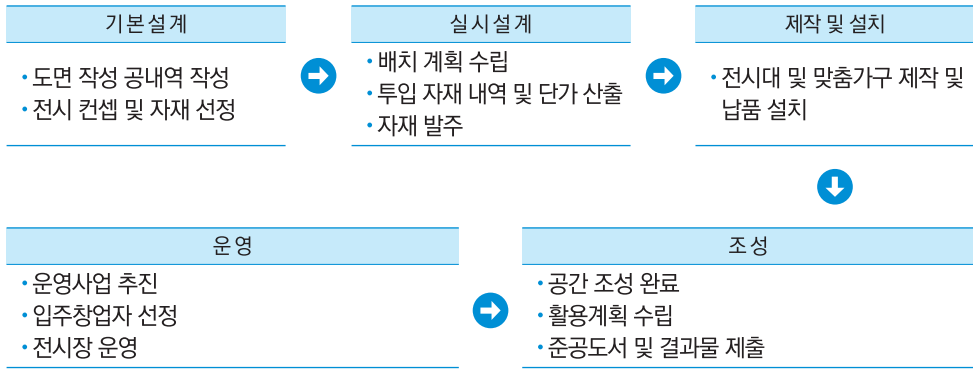 기본설계
• 도면 작성 공내역 작성
• 전시 컨셉 및 자재 선정
실시설계
• 배치 계획 수립
• 투입 자재 내역 및 단가 산출
• 자재 발주
제작 및 설치
• 전시대 및 맞춤가구 제작 및
납품 설치
운영
• 운영사업 추진
• 입주창업자 선정
• 전시장 운영
조성
• 공간 조성 완료
• 활용계획 수립
• 준공도서 및 결과물 제출